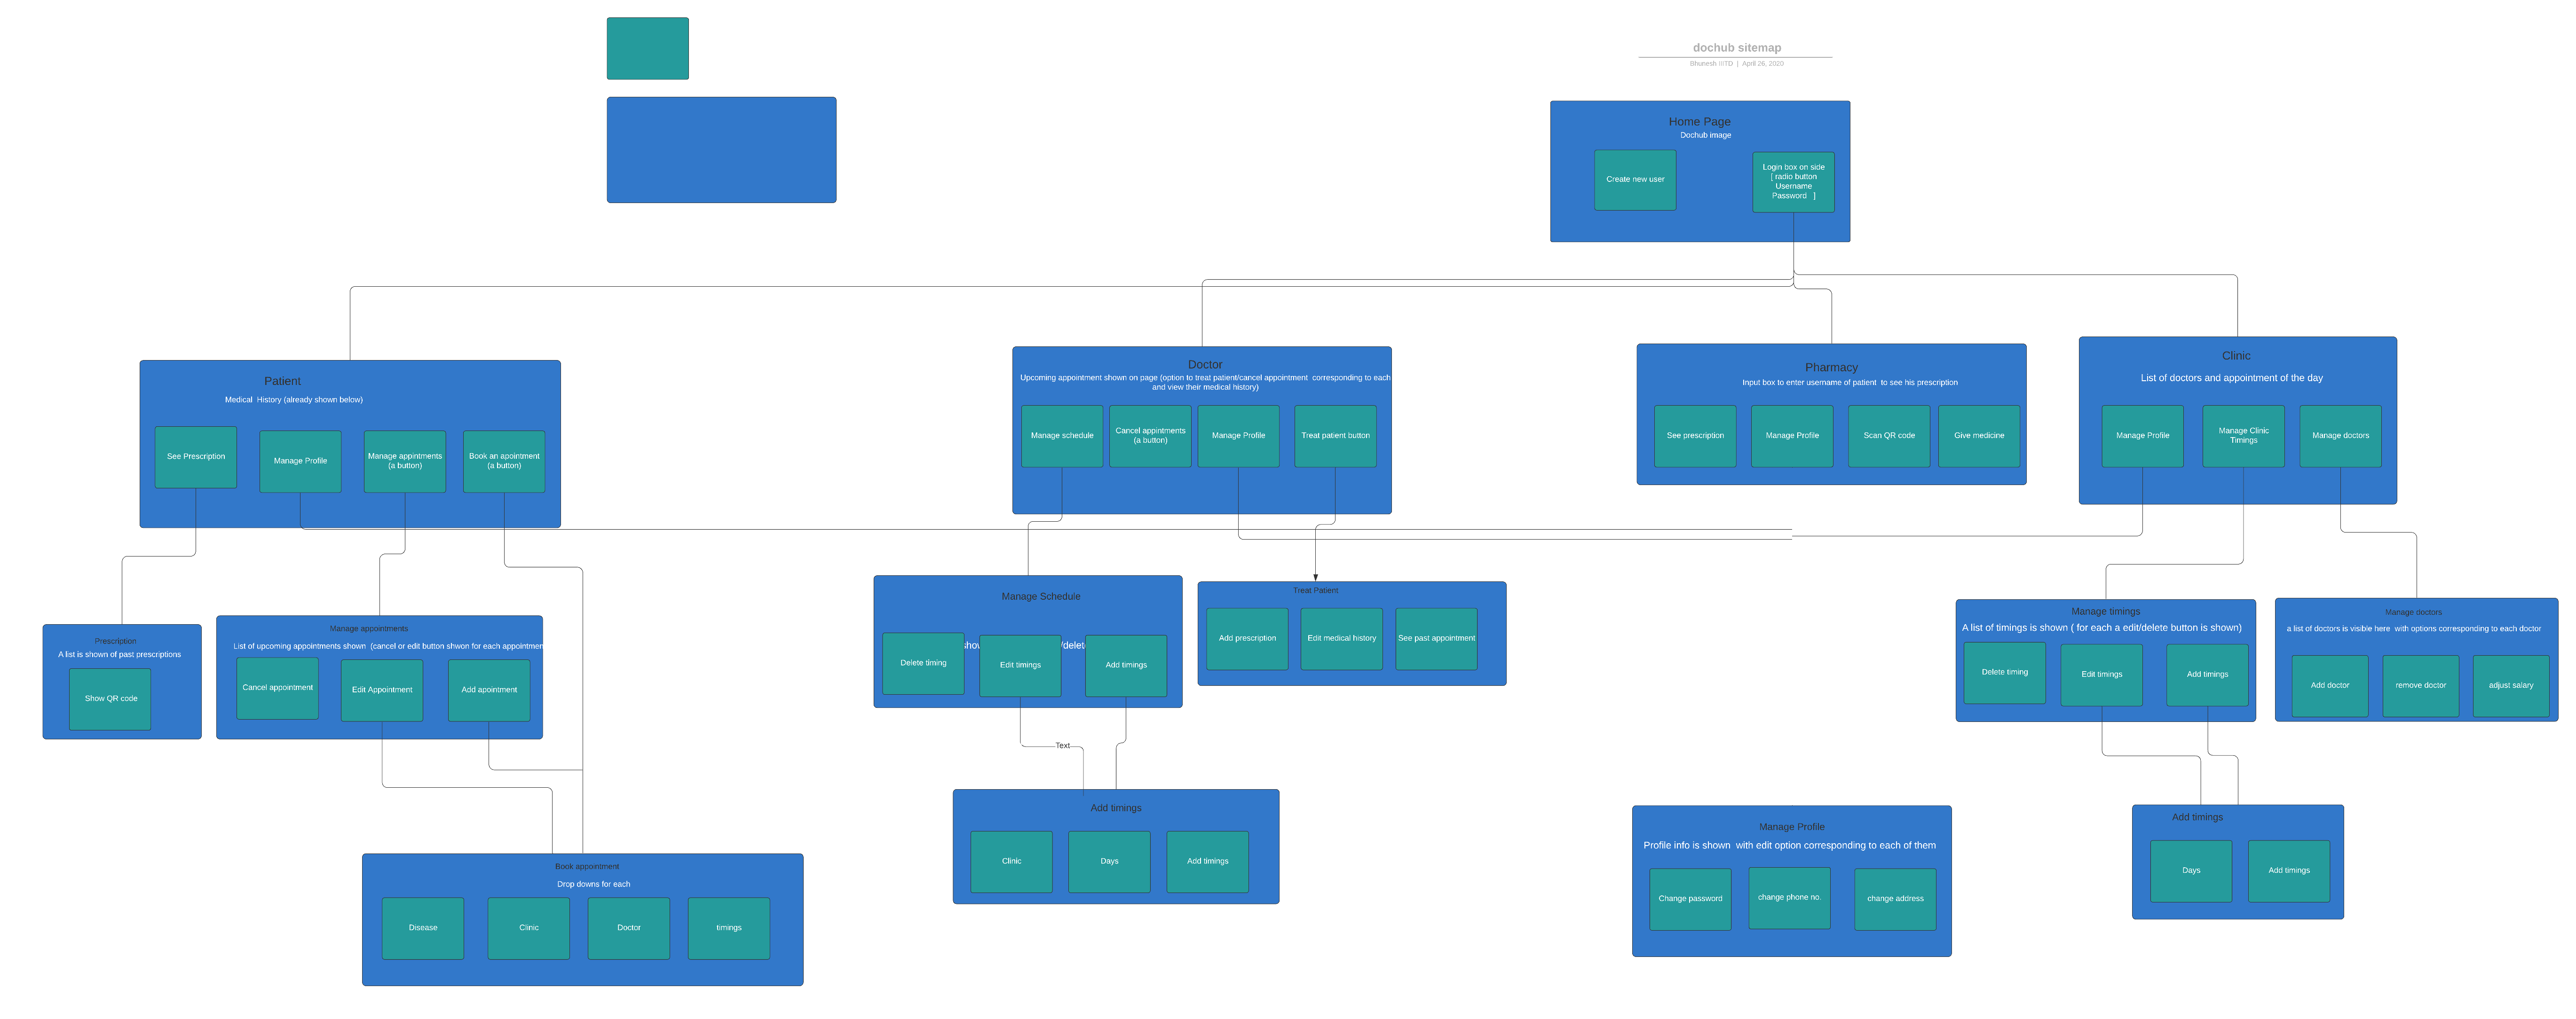 dochub sitemap
Bhunesh IIITD | April 26, 2020
Home Page
Dochub image
Create new user
Login box on side
[ radio button
Username
Password ]
Patient
Medical History (already shown below)
See Prescription
Manage Profile
Manage appintments
(a button)
Book an apointment
(a button)
Doctor
Upcoming appointment shown on page (option to treat patient/cancel appointment corresponding to each
and view their medical history)
Manage schedule
Cancel appintments
(a button)
Manage Profile
Treat patient button
Pharmacy
Input box to enter username of patient to see his prescription
See prescription
Manage Profile
Scan QR code
Give medicine
Clinic
List of doctors and appointment of the day
Manage Profile
Manage Clinic
Timings
Manage doctors
Prescription
A list is shown of past prescriptions
Show QR code
Manage appointments
List of upcoming appointments shown (cancel or edit button shwon for each appointmen
Cancel appointment
Edit Appointment
Add apointment
Manage Schedule
Delete timing
Edit timings
Add timings
Treat Patient
Add prescription
Edit medical history
See past appointment
Manage timings
A list of timings is shown ( for each a edit/delete button is shown)
Delete timing
Edit timings
Add timings
Manage doctors
a list of doctors is visible here with options corresponding to each doctor
Add doctor
remove doctor
adjust salary
Text
Book appointment
Drop downs for each
Disease
Clinic
Doctor
timings
Add timings
Clinic
Days
Add timings
Manage Profile
Profile info is shown with edit option corresponding to each of them
Change password
change phone no.
change address
Add timings
Days
Add timings